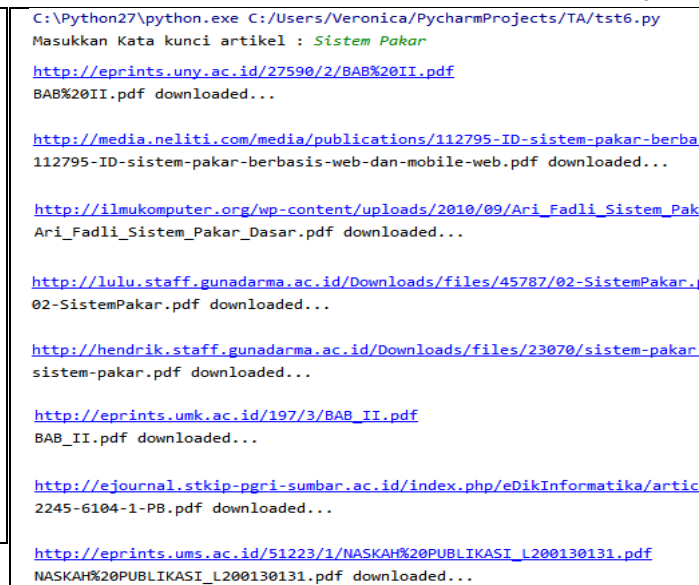 C:\Python27\python.exe C:/Users/Veronica/PycharmProjects/TA/tst6.py
Masukkan Kata kunci artikel : Sistem Pakar
http://eprints.uny.ac.id/27590/2/BAB%20II.pdf
BAB%20II.pdf downloaded...
http://media.neliti.com/media/publications/112795-ID-sistem-pakar-berba
112795-ID-sistem-pakar-berbasis-web-dan-mobile-web.pdf downloaded...
http://ilmukomputer.org/wp-content/uploads/2010/09/Ari_Fadli_Sistem_Pak
Ari_Fadli_Sistem_Pakar_Dasar.pdf downloaded...
http://lulu.staff.gunadarma.ac.id/Downloads/files/45787/02-SistemPakar.p
02-SistemPakar.pdf downloaded...
http://hendrik.staff.gunadarma.ac.id/Downloads/files/23070/sistem-pakar.
sistem-pakar.pdf downloaded...
http://eprints.umk.ac.id/197/3/BAB_II.pdf
BAB_II.pdf downloaded...
http://ejournal.stkip-pgri-sumbar.ac.id/index.php/eDikInformatika/artic
2245-6104-1-PB.pdf downloaded...
http://eprints.ums.ac.id/51223/1/NASKAH%20PUBLIKASI_L200130131.pdf
NASKAH%20PUBLIKASI_L200130131.pdf downloaded...